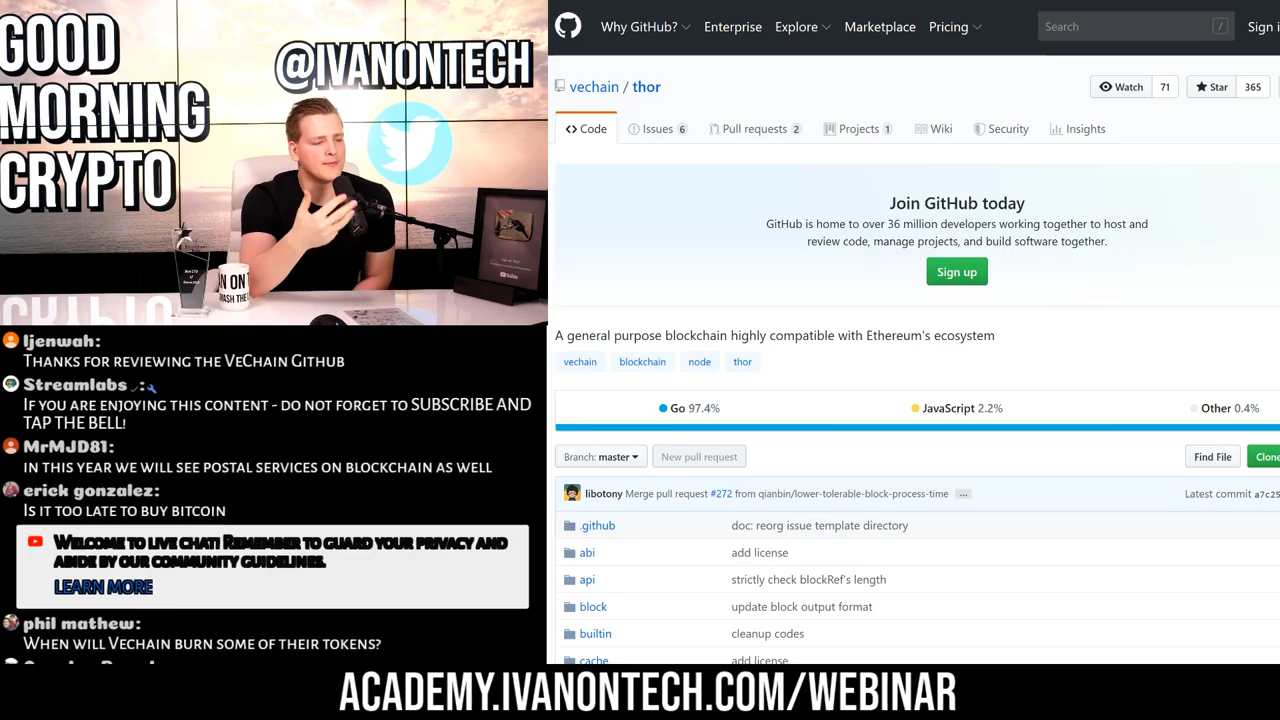 GOOD
MORNING
CRYPTO
@IVANONTECH
ljenwah:
Thanks for reviewing the VeChain Github
Streamlabs :
If you are enjoying this content - do not forget to SUBSCRIBE AND
TAP THE BELL!
MrMJD81:
in this year we will see postal services on blockchain as well
erick gonzalez:
Is it too late to buy bitcoin
Welcome to live chat! Remember to guard your privacy and
abide by our community guidelines.
LEARN MORE
phil mathew:
When will Vechain burn some of their tokens?
Why GitHub? Enterprise Explore Marketplace Pricing Search / Sign i
vechain / thor Watch 71 Star 365
Code Issues 6 Pull requests 2 Projects 1 Wiki Security Insights
Join GitHub today
GitHub is home to over 36 million developers working together to host and
review code, manage projects, and build software together.
Sign up
A general purpose blockchain highly compatible with Ethereum's ecosystem
vechain blockchain node thor
Go 97.4% JavaScript 2.2% Other 0.4%
Branch: master New pull request Find File Clone
libotony Merge pull request #272 from qianbin/lower-tolerable-block-process-time ... Latest commit a7c25
.github doc: reorg issue template directory
abi add license
api strictly check blockRef's length
block update block output format
builtin cleanup codes
cache add license
ACADEMY.IVANONTECH.COM/WEBINAR